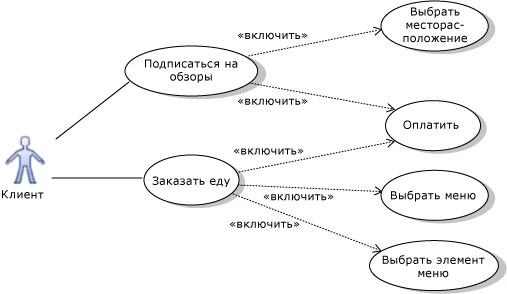 Выбрать
месторас-
положение
«включить»
Подписаться на
обзоры
«включить»
Оплатить
«включить»
Клиент
Заказать еду
«включить»
Выбрать меню
«включить»
Выбрать элемент
меню